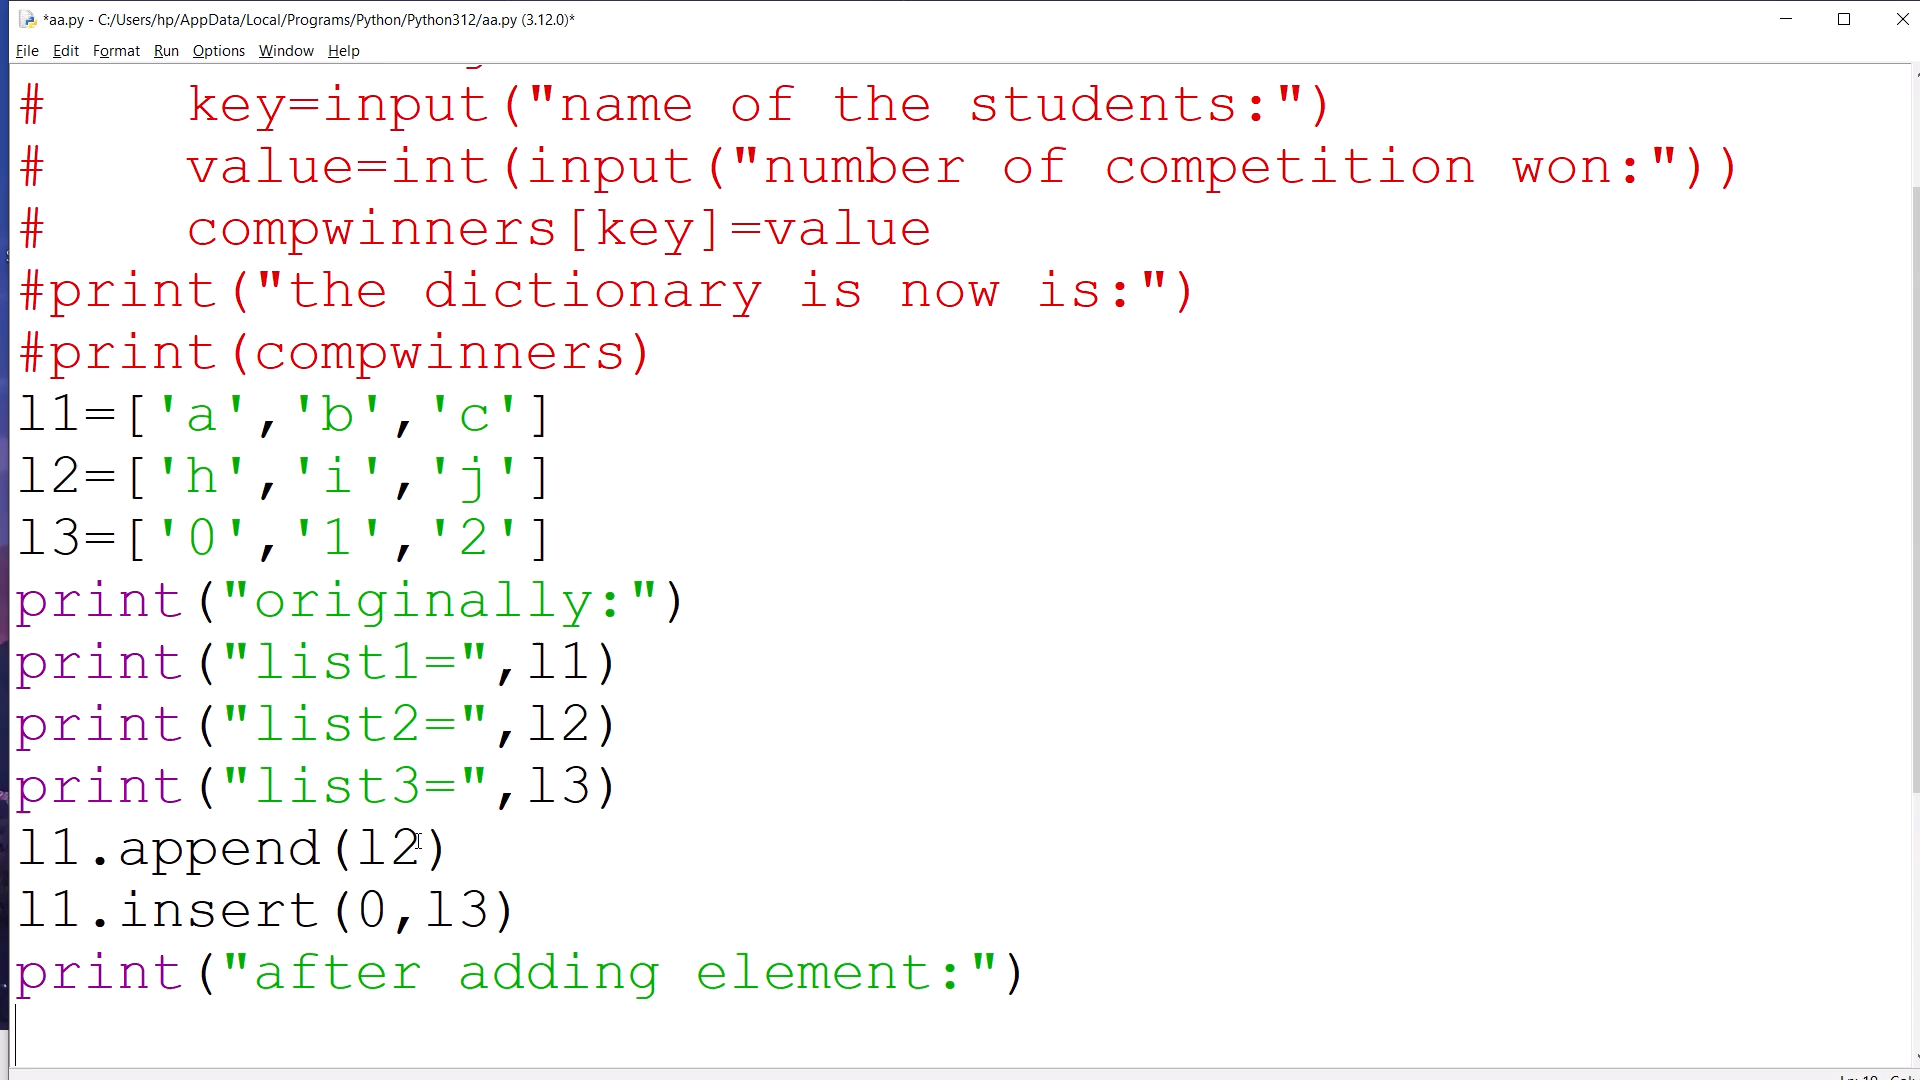 *aa.py - C:/Users/hp/AppData/Local/Programs/Python/Python312/aa.py (3.12.0)*
File Edit Format Run Options Window Help
#    key=input("name of the students:")
#    value=int(input("number of competition won:"))
#    compwinners[key]=value
#print("the dictionary is now is:")
#print(compwinners)
l1=['a','b','c']
l2=['h','i','j']
l3=['0','1','2']
print("originally:")
print("list1=",l1)
print("list2=",l2)
print("list3=",l3)
l1.append(l2)
l1.insert(0,l3)
print("after adding element:")